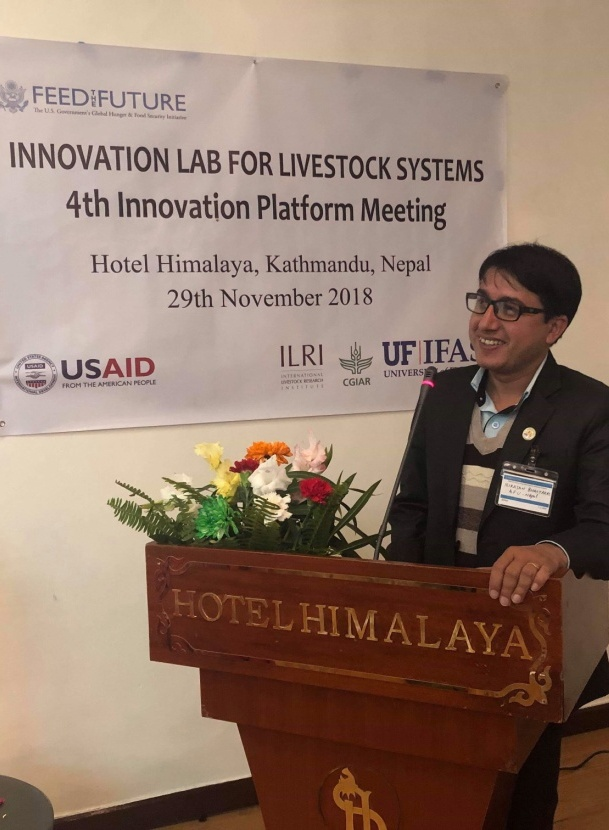 FEED THE FUTURE
The U.S. Government's Global Hunger & Food Security Initiative
INNOVATION LAB FOR LIVESTOCK SYSTEMS
4th Innovation Platform Meeting
Hotel Himalaya, Kathmandu, Nepal
29th November 2018
USAID
USAID
FROM THE AMERICAN PEOPLE
ILRI
INTERNATIONAL
LIVESTOCK RESEARCH
INSTITUTE
CGIAR
UF|IFAS
HOTEL HIMALAYA